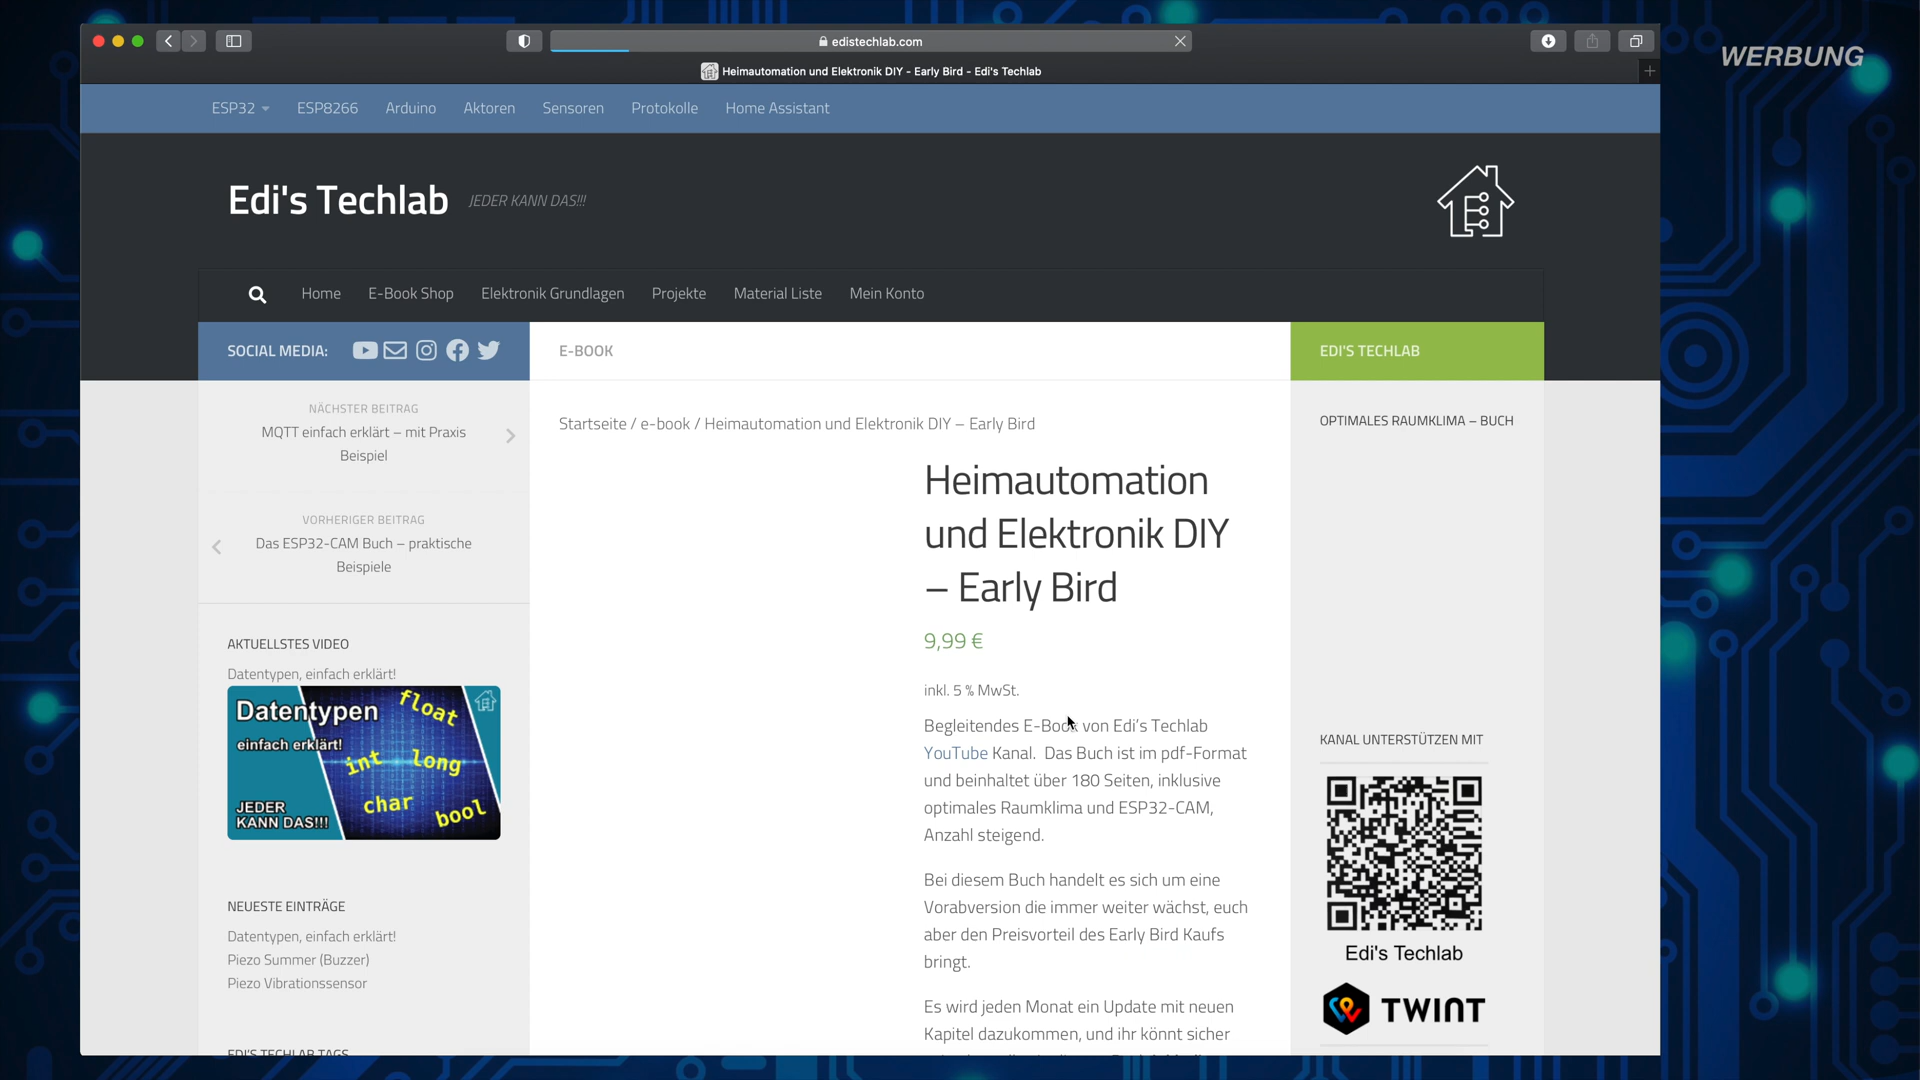 WERBUNG
edistechlab.com
Heimautomation und Elektronik DIY - Early Bird - Edi's Techlab
ESP32 ESP8266 Arduino Aktoren Sensoren Protokolle Home Assistant
Edi's Techlab JEDER KANN DAS!!!
Home E-Book Shop Elektronik Grundlagen Projekte Material Liste Mein Konto
SOCIAL MEDIA:
NÄCHSTER BEITRAG
MQTT einfach erklärt – mit Praxis
Beispiel
VORHERIGER BEITRAG
Das ESP32-CAM Buch – praktische
Beispiele
AKTUELLSTES VIDEO
Datentypen, einfach erklärt!
Datentypen
einfach erklärt!
float
int
long
char
bool
JEDER
KANN DAS!!!
NEUESTE EINTRÄGE
Datentypen, einfach erklärt!
Piezo Summer (Buzzer)
Piezo Vibrationssensor
EDI'S TECHLAB TAGS
E-BOOK
Startseite / e-book / Heimautomation und Elektronik DIY – Early Bird
Heimautomation
und Elektronik DIY
– Early Bird
9,99 €
inkl. 5 % MwSt.
Begleitendes E-Book von Edi's Techlab
YouTube Kanal. Das Buch ist im pdf-Format
und beinhaltet über 180 Seiten, inklusive
optimales Raumklima und ESP32-CAM,
Anzahl steigend.
Bei diesem Buch handelt es sich um eine
Vorabversion die immer weiter wächst, euch
aber den Preisvorteil des Early Bird Kaufs
bringt.
Es wird jeden Monat ein Update mit neuen
Kapitel dazukommen, und ihr könnt sicher
EDI'S TECHLAB
OPTIMALES RAUMKLIMA – BUCH
KANAL UNTERSTÜTZEN MIT
Edi's Techlab
TWINT